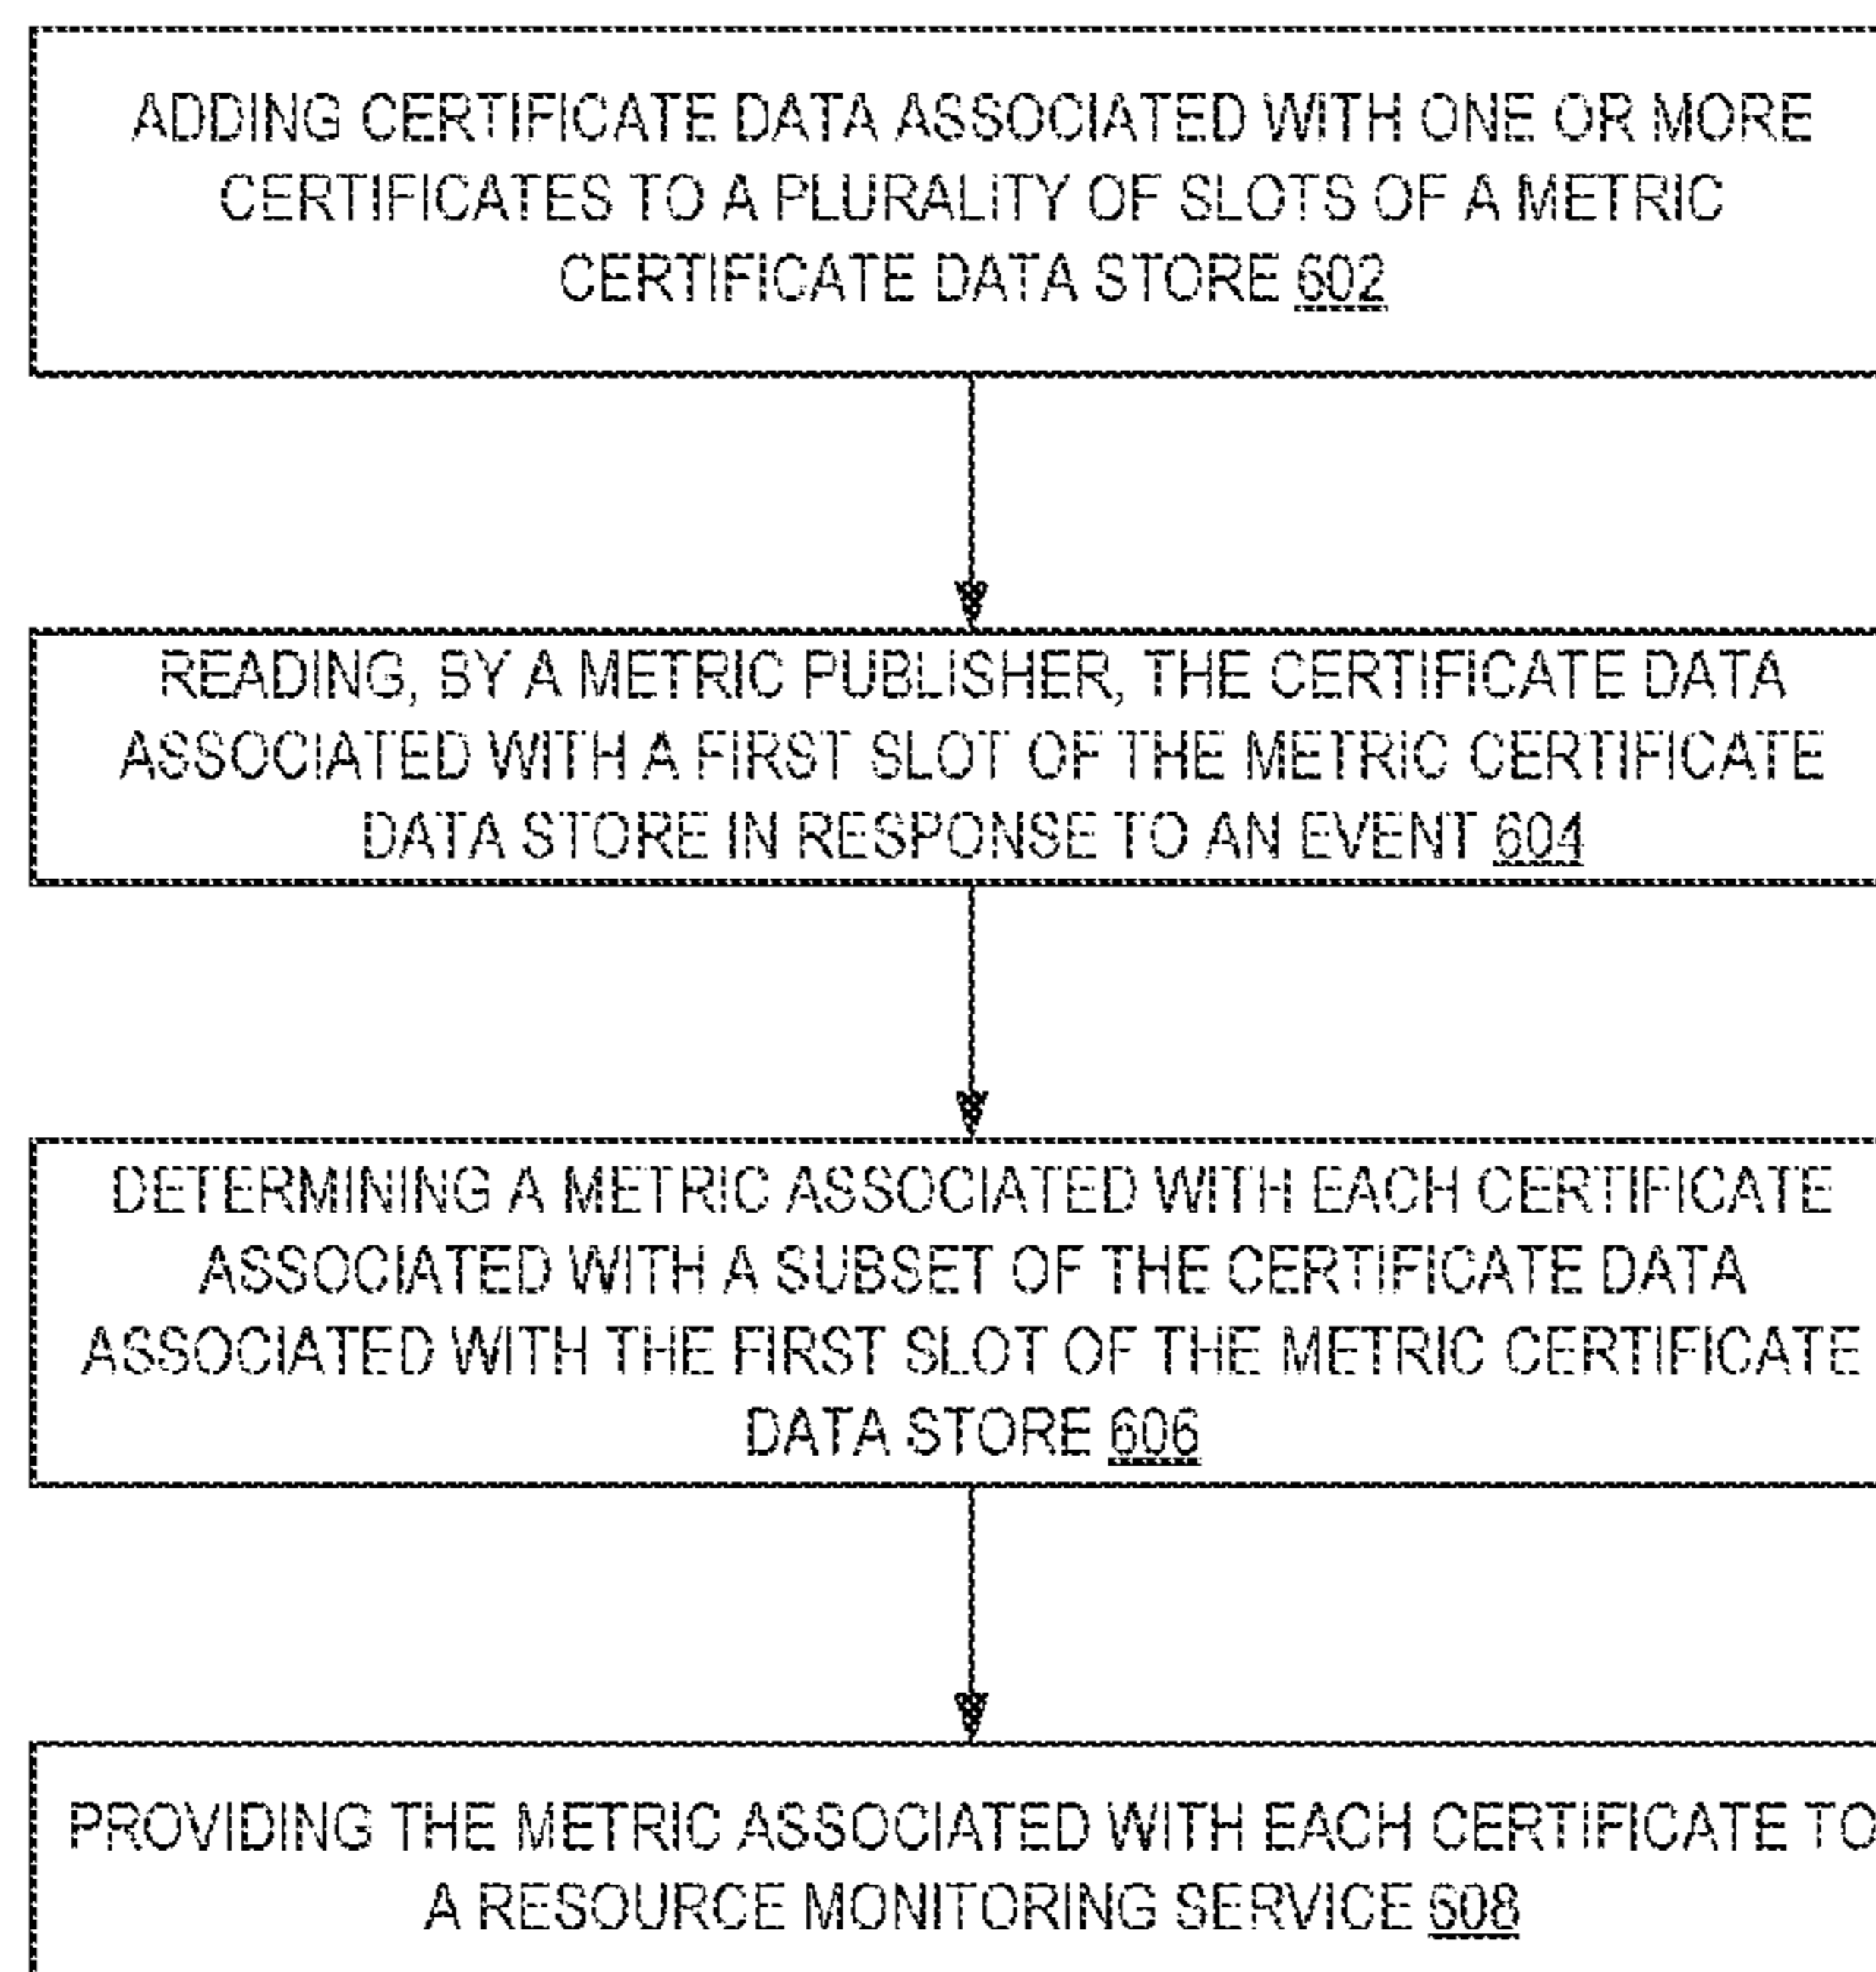 ADDING CERTIFICATE DATA ASSOCIATED WITH ONE OR MORE
CERTIFICATES TO A PLURALITY OF SLOTS OF A METRIC
CERTIFICATE DATA STORE 602
READING, BY A METRIC PUBLISHER, THE CERTIFICATE DATA
ASSOCIATED WITH A FIRST SLOT OF THE METRIC CERTIFICATE
DATA STORE IN RESPONSE TO AN EVENT 604
DETERMINING A METRIC ASSOCIATED WITH EACH CERTIFICATE
ASSOCIATED WITH A SUBSET OF THE CERTIFICATE DATA
ASSOCIATED WITH THE FIRST SLOT OF THE METRIC CERTIFICATE
DATA STORE 606
PROVIDING THE METRIC ASSOCIATED WITH EACH CERTIFICATE TO
A RESOURCE MONITORING SERVICE 608